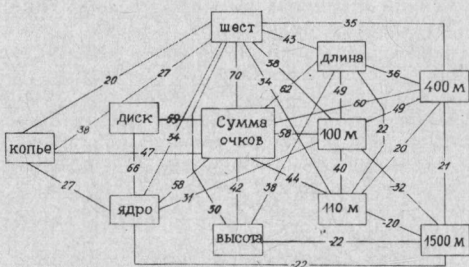 шест
35
43
длина
20
27
38
34
36
400 м
70
62
49
60
49
диск
59
Сумма
очков
38
34
58
100 м
22
копье
47
20
21
66
58
40
27
44
32
31
42
38
ядро
30
110 м
20
высота
-22
1500 м
-22